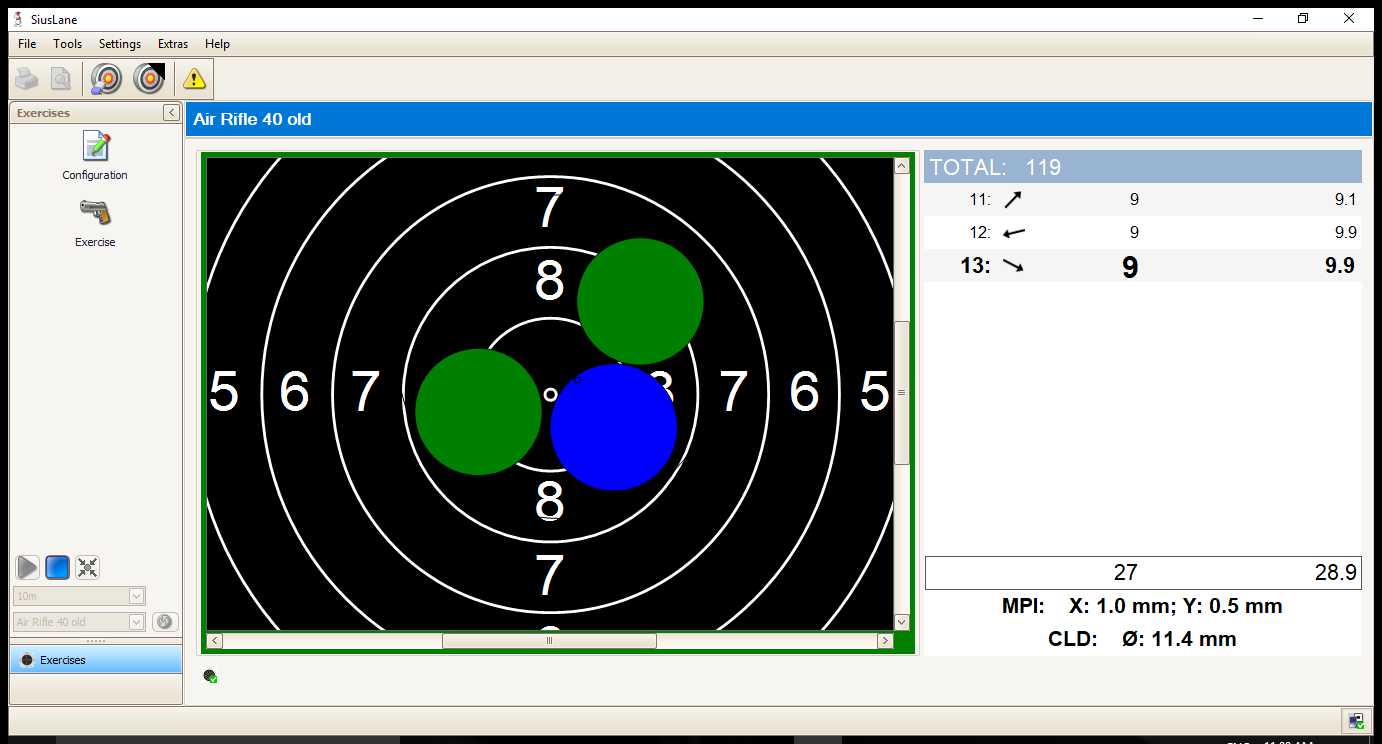 SiusLane
File Tools Settings Extras Help
Exercises
Configuration
Exercise
10m
Air Rifle 40 old
Exercises
Air Rifle 40 old
7
8
5 6 7 7 6 5
8
7
TOTAL: 119
11: 9 9.1
12: 9 9.9
13: 9 9.9
27 28.9
MPI: X: 1.0 mm; Y: 0.5 mm
CLD: Ø: 11.4 mm